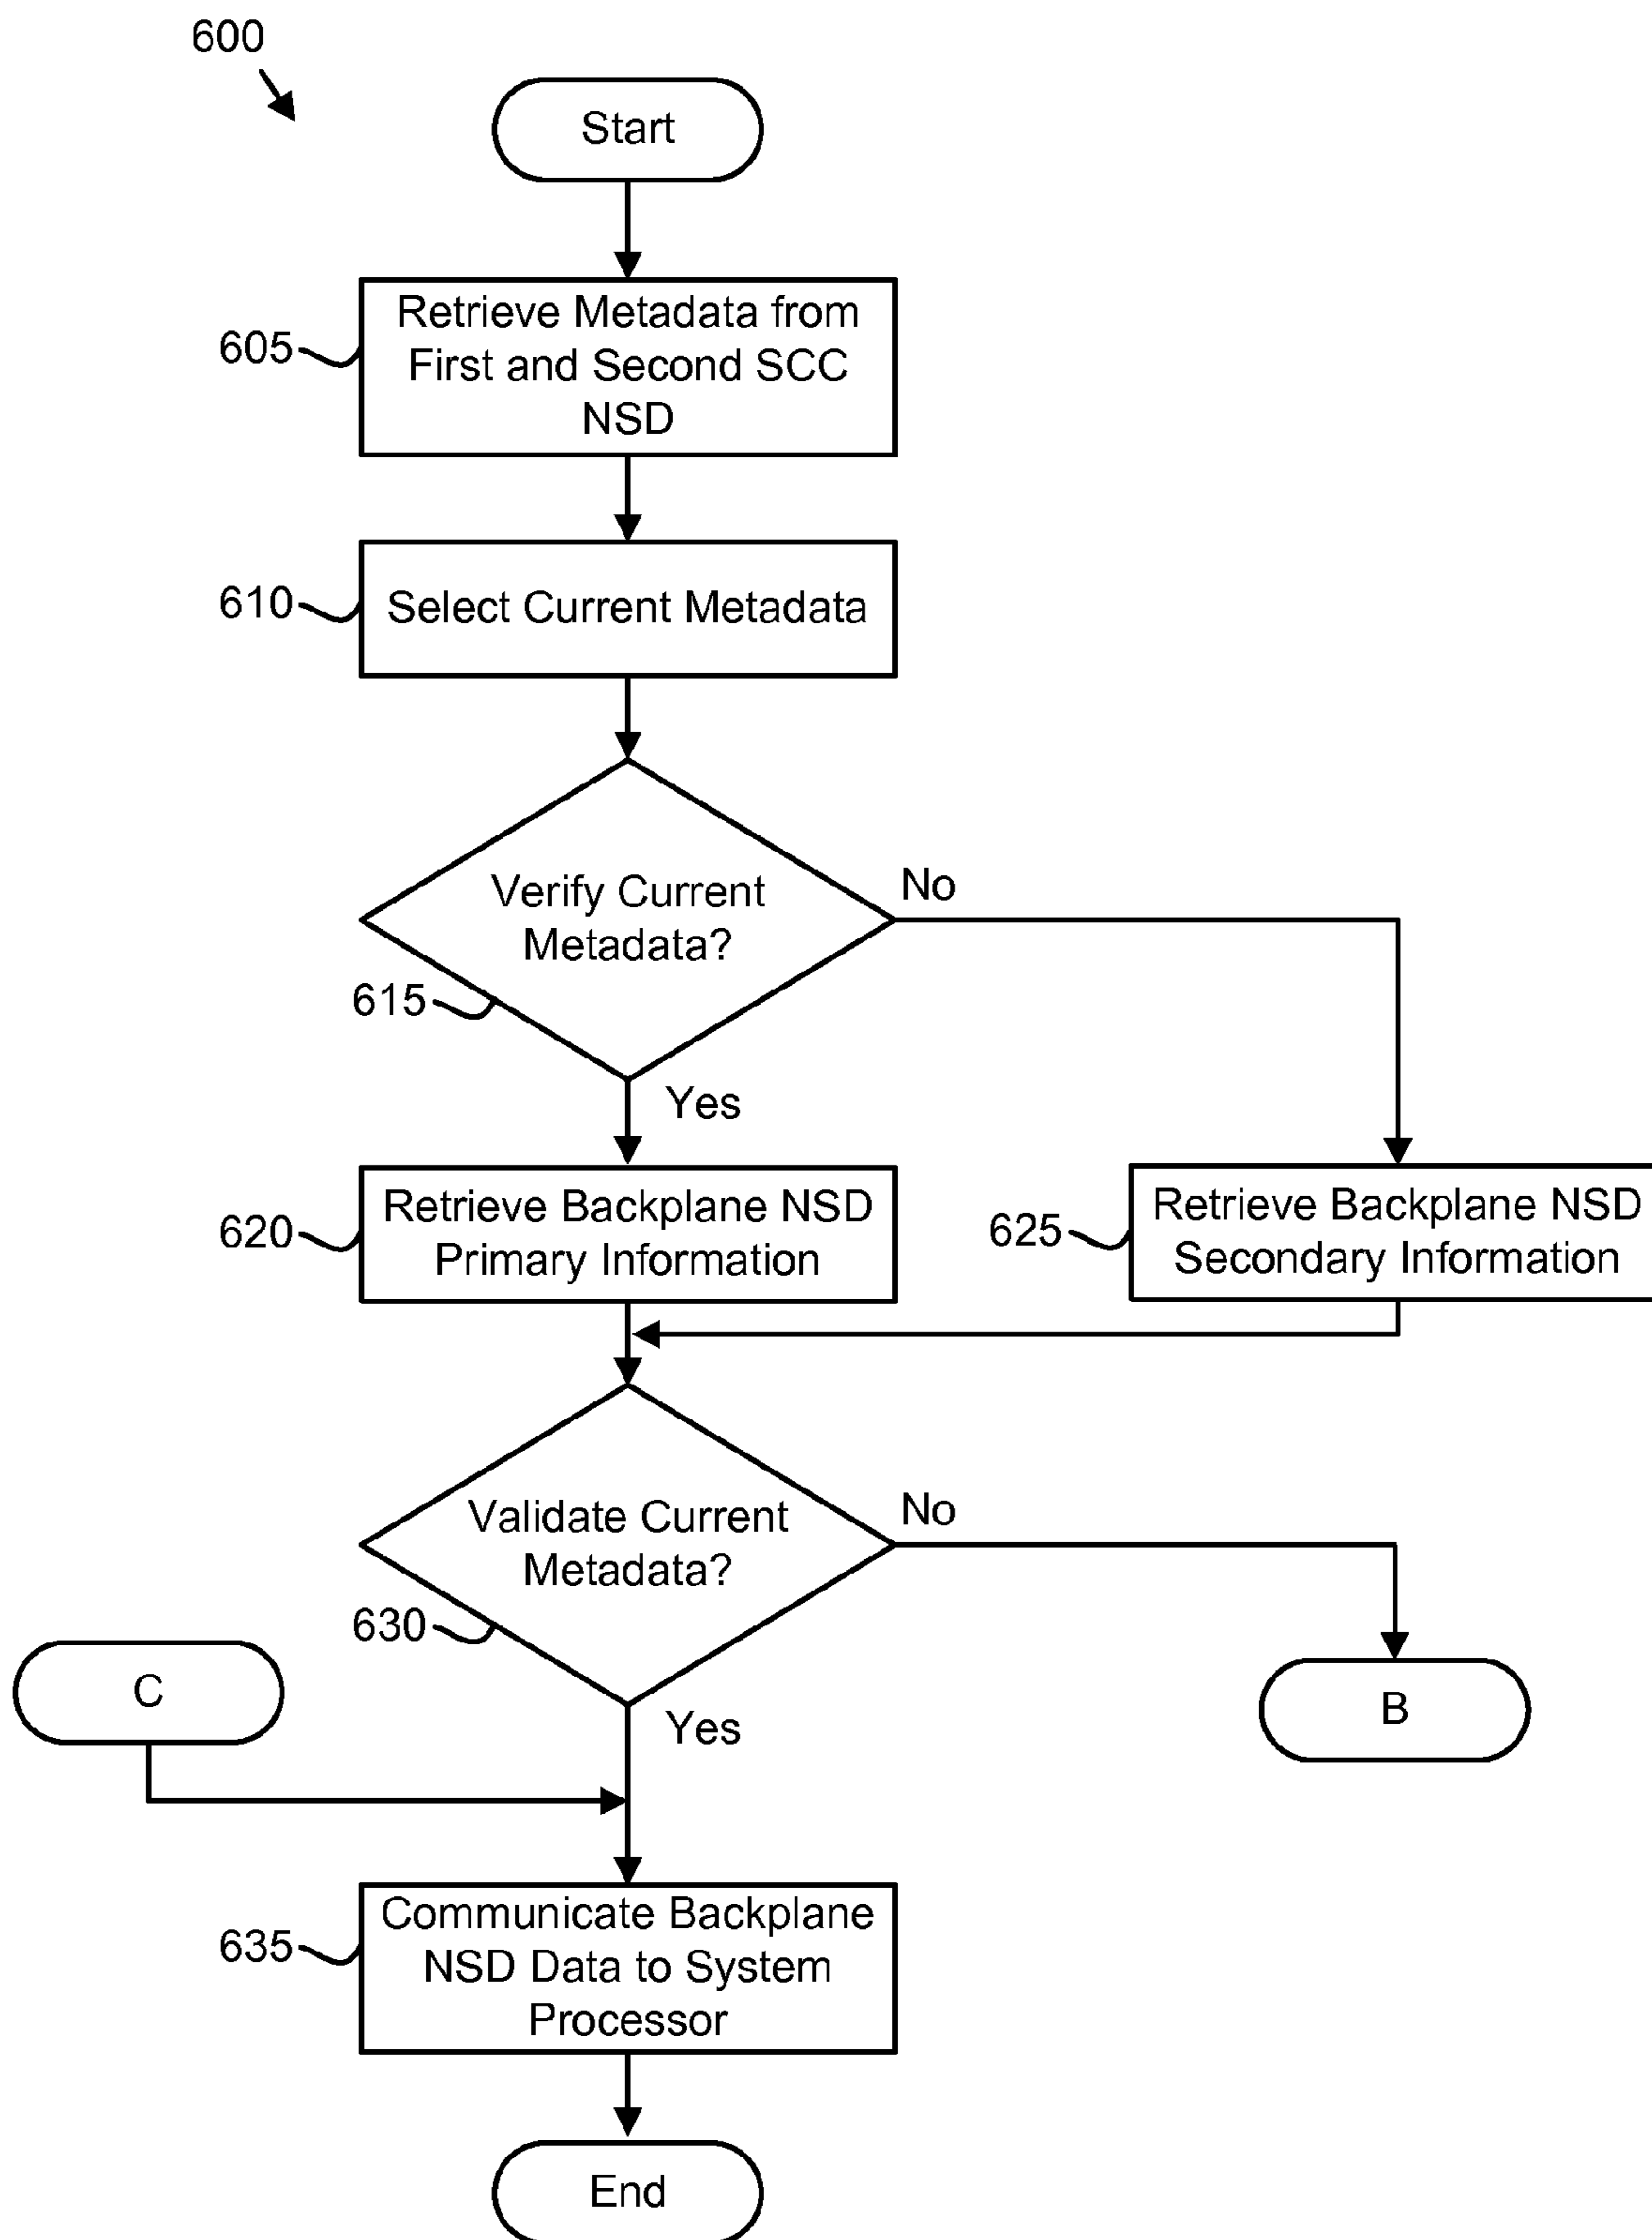 600
Start
605
Retrieve Metadata from
First and Second SCC
NSD
610
Select Current Metadata
Verify Current
Metadata?
No
615
Yes
620
Retrieve Backplane NSD
Primary Information
625
Retrieve Backplane NSD
Secondary Information
Validate Current
Metadata?
No
630
C
Yes
B
635
Communicate Backplane
NSD Data to System
Processor
End